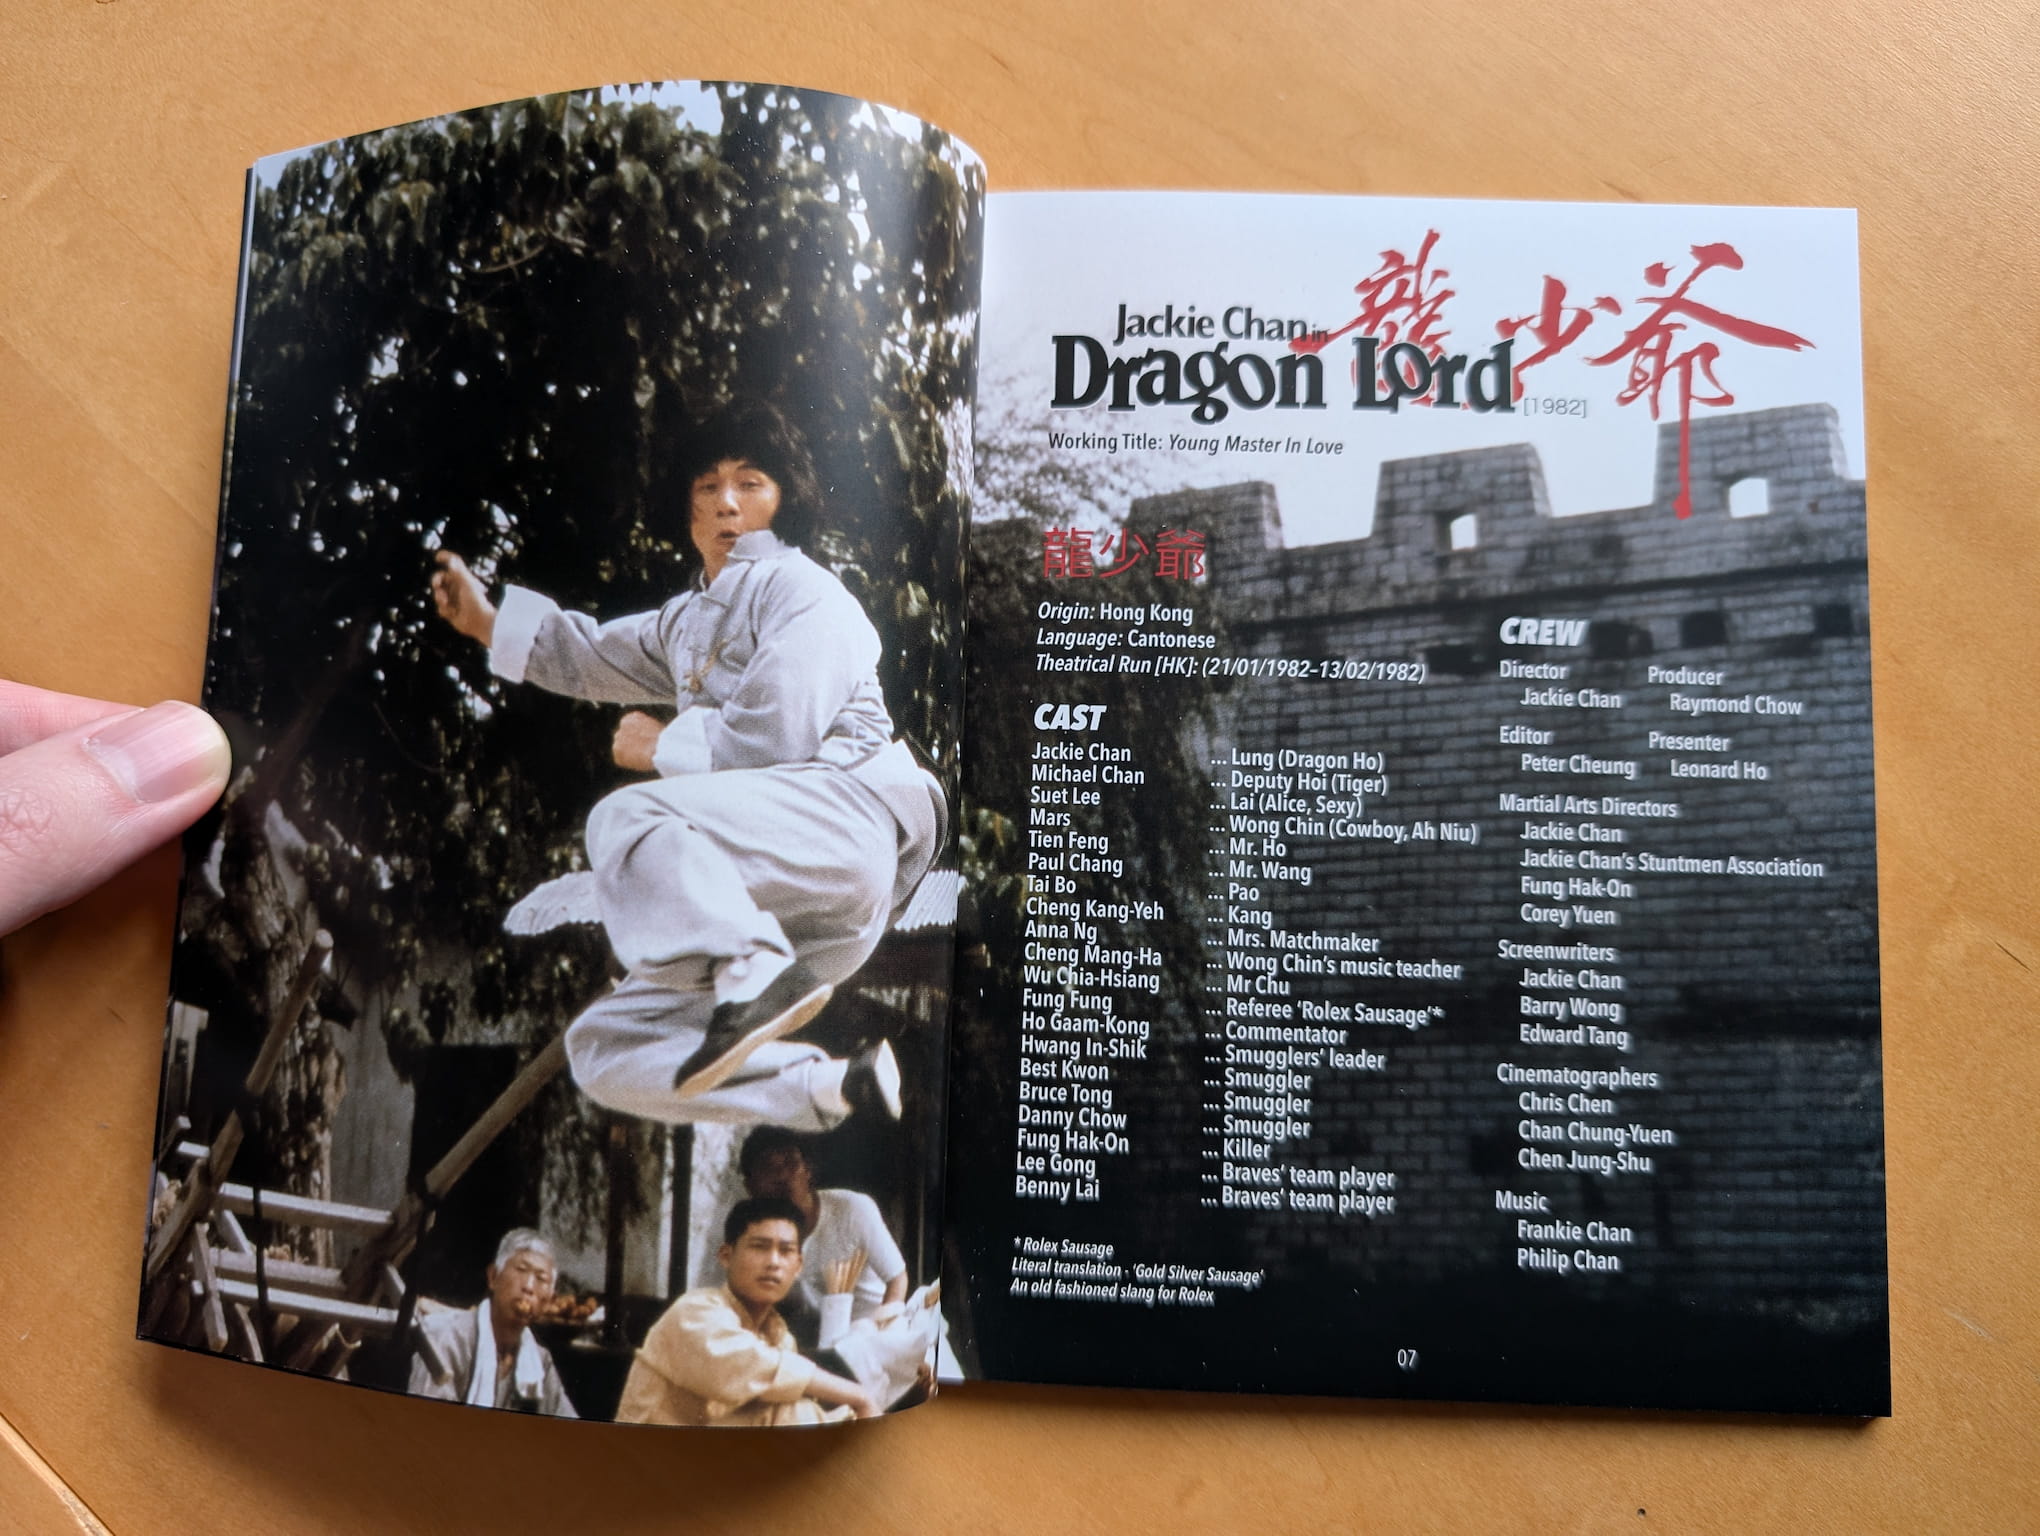 Jackie Chan in
龍少爺
Dragon Lord [1982]
Working Title: Young Master In Love
龍少爺
Origin: Hong Kong
Language: Cantonese
Theatrical Run [HK]: (21/01/1982–13/02/1982)
CAST
Jackie Chan ... Lung (Dragon Ho)
Michael Chan ... Deputy Hoi (Tiger)
Suet Lee ... Lai (Alice, Sexy)
Mars ... Wong Chin (Cowboy, Ah Niu)
Tien Feng ... Mr. Ho
Paul Chang ... Mr. Wang
Tai Bo ... Pao
Cheng Kang-Yeh ... Kang
Anna Ng ... Mrs. Matchmaker
Cheng Mang-Ha ... Wong Chin's music teacher
Wu Chia-Hsiang ... Mr Chu
Fung Fung ... Referee 'Rolex Sausage'*
Ho Gaam-Kong ... Commentator
Hwang In-Shik ... Smugglers' leader
Best Kwon ... Smuggler
Bruce Tong ... Smuggler
Danny Chow ... Smuggler
Fung Hak-On ... Killer
Lee Gong ... Braves' team player
Benny Lai ... Braves' team player
* Rolex Sausage
Literal translation - 'Gold Silver Sausage'
An old fashioned slang for Rolex
CREW
Director
Jackie Chan
Producer
Raymond Chow
Editor
Peter Cheung
Presenter
Leonard Ho
Martial Arts Directors
Jackie Chan
Jackie Chan's Stuntmen Association
Fung Hak-On
Corey Yuen
Screenwriters
Jackie Chan
Barry Wong
Edward Tang
Cinematographers
Chris Chen
Chan Chung-Yuen
Chen Jung-Shu
Music
Frankie Chan
Philip Chan
07